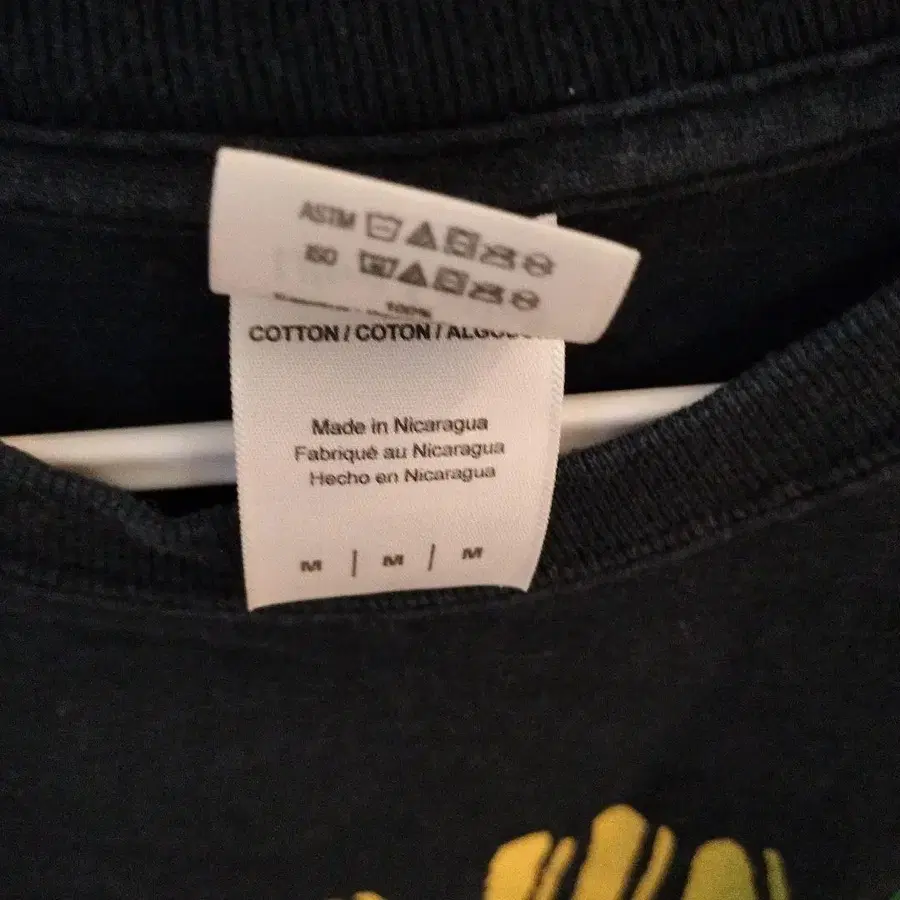 ASTM
ISO
100%
COTTON / COTON /
Made in Nicaragua
Fabriqué au Nicaragua
Hecho en Nicaragua
M | M | M